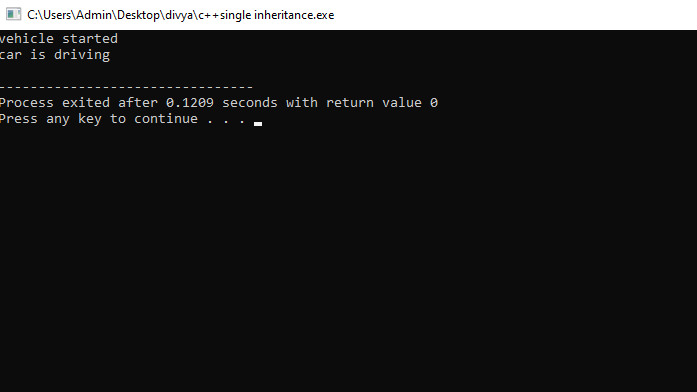 C:\Users\Admin\Desktop\divya\c++single inheritance.exe
vehicle started
car is driving
--------------------------------
Process exited after 0.1209 seconds with return value 0
Press any key to continue . . .